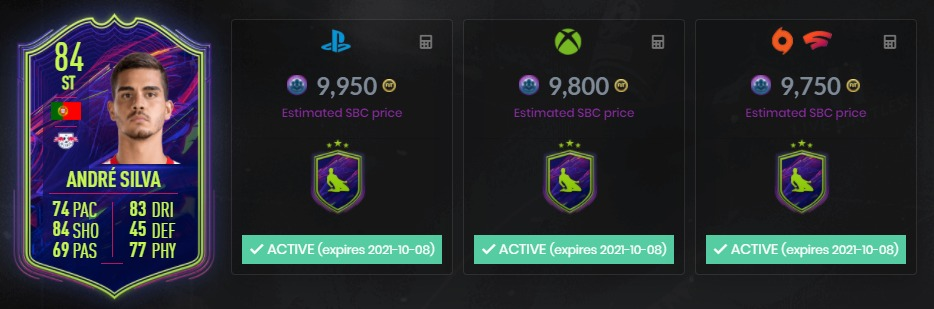 84
ST
ANDRÉ SILVA
74 PAC 83 DRI
84 SHO 45 DEF
69 PAS 77 PHY
9,950
Estimated SBC price
ACTIVE (expires 2021-10-08)
9,800
Estimated SBC price
ACTIVE (expires 2021-10-08)
9,750
Estimated SBC price
ACTIVE (expires 2021-10-08)